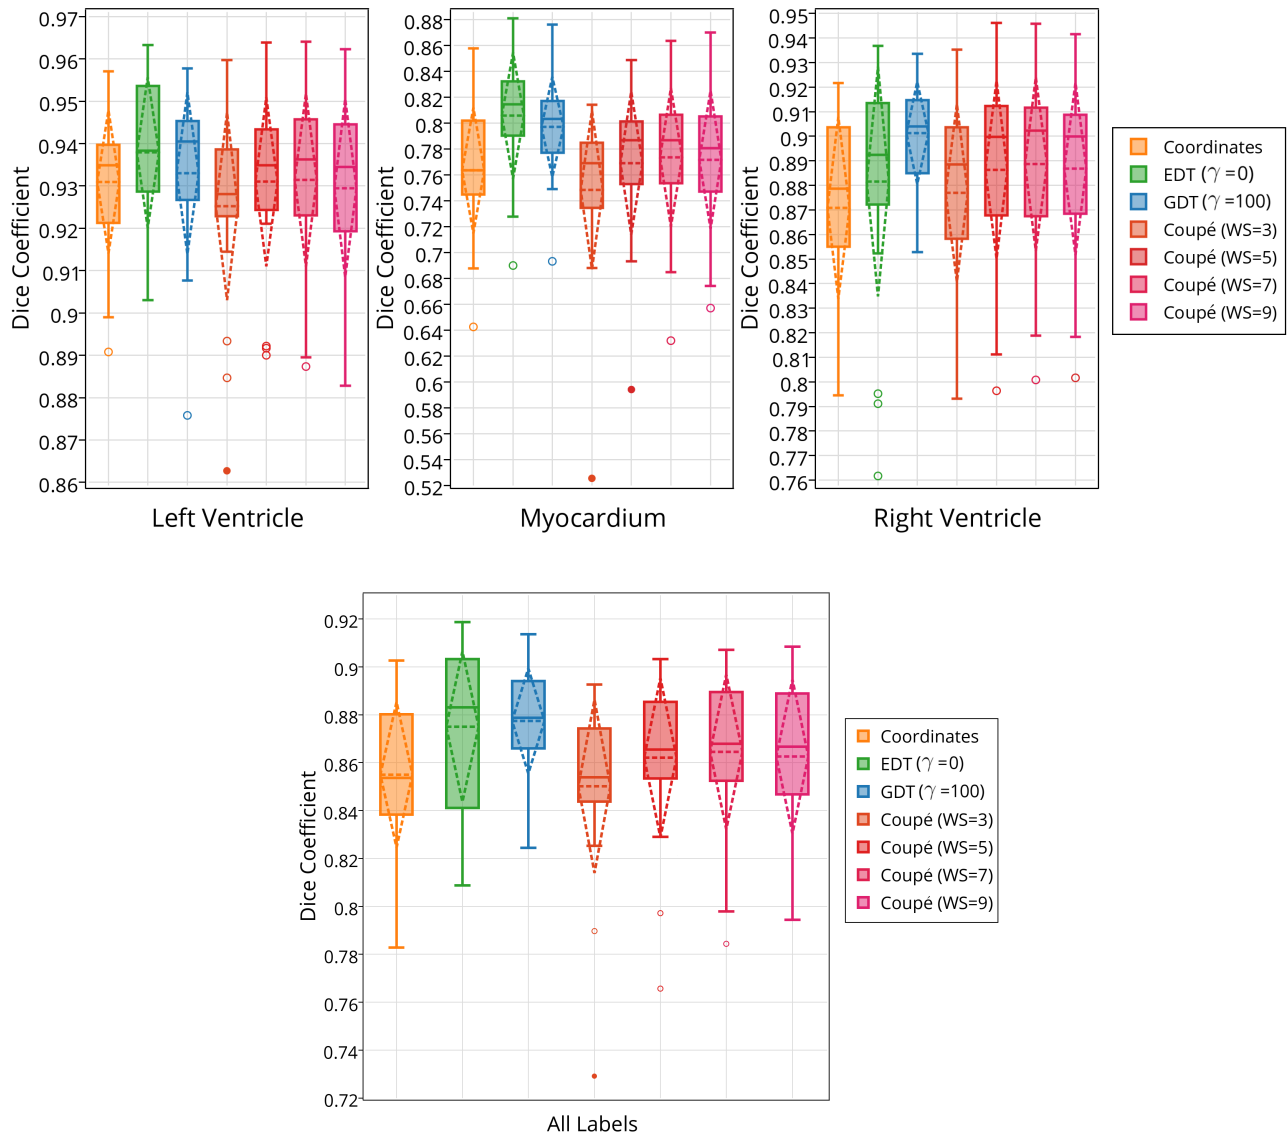 0.97
0.96
0.95
0.94
0.93
0.92
0.91
0.9
0.89
0.88
0.87
0.86
Dice Coefficient
Left Ventricle
0.88
0.86
0.84
0.82
0.8
0.78
0.76
0.74
0.72
0.7
0.68
0.66
0.64
0.62
0.6
0.58
0.56
0.54
0.52
Dice Coefficient
Myocardium
0.95
0.94
0.93
0.92
0.91
0.9
0.89
0.88
0.87
0.86
0.85
0.84
0.83
0.82
0.81
0.8
0.79
0.78
0.77
0.76
Dice Coefficient
Right Ventricle
Coordinates
EDT (γ=0)
GDT (γ=100)
Coupé (WS=3)
Coupé (WS=5)
Coupé (WS=7)
Coupé (WS=9)
0.92
0.9
0.88
0.86
0.84
0.82
0.8
0.78
0.76
0.74
0.72
Dice Coefficient
All Labels
Coordinates
EDT (γ=0)
GDT (γ=100)
Coupé (WS=3)
Coupé (WS=5)
Coupé (WS=7)
Coupé (WS=9)